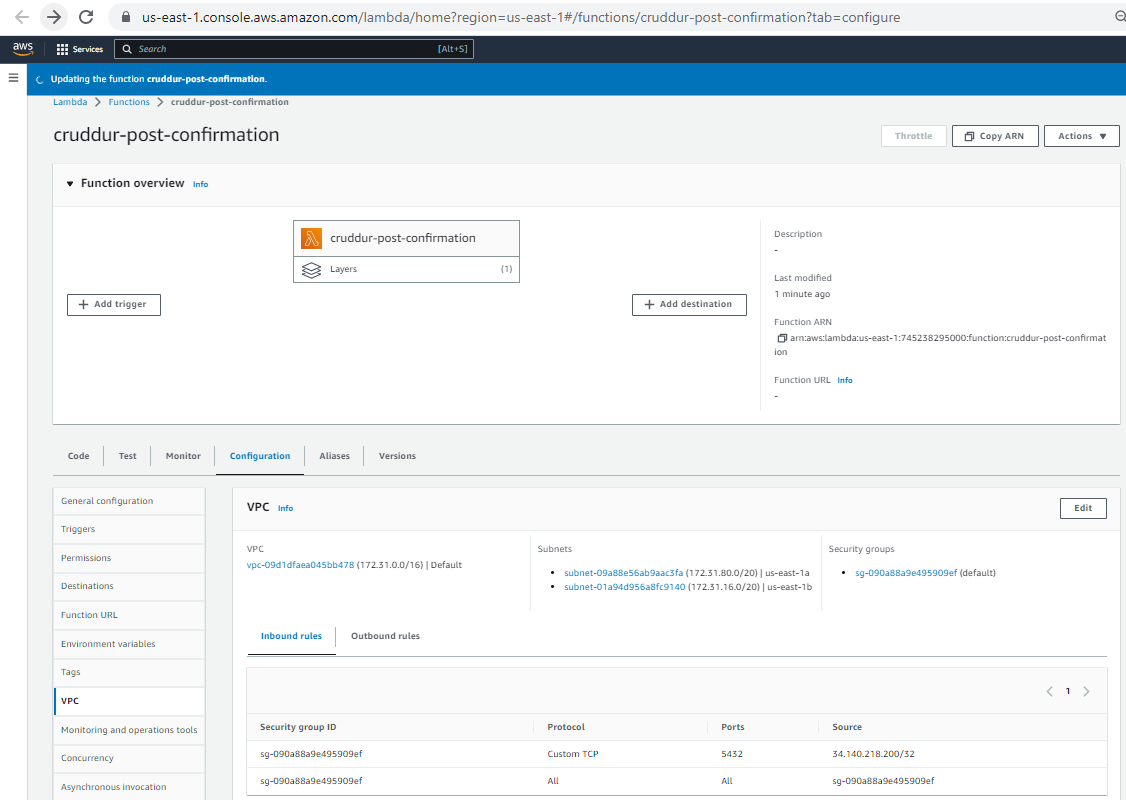 us-east-1.console.aws.amazon.com/lambda/home?region=us-east-1#/functions/cruddur-post-confirmation?tab=configure
aws Services Search [Alt+S]
Updating the function cruddur-post-confirmation.
Lambda Functions cruddur-post-confirmation
cruddur-post-confirmation
Throttle Copy ARN Actions
Function overview Info
cruddur-post-confirmation
Layers (1)
Add trigger
Add destination
Description
-
Last modified
1 minute ago
Function ARN
arn:aws:lambda:us-east-1:745238295000:function:cruddur-post-confirmat
ion
Function URL Info
-
Code Test Monitor Configuration Aliases Versions
General configuration
Triggers
Permissions
Destinations
Function URL
Environment variables
Tags
VPC
Monitoring and operations tools
Concurrency
Asynchronous invocation
VPC Info Edit
VPC
vpc-09d1dfaea045bb478 (172.31.0.0/16) | Default
Subnets
• subnet-09a88e56ab9aac3fa (172.31.80.0/20) | us-east-1a
• subnet-01a94d956a8fc9140 (172.31.16.0/20) | us-east-1b
Security groups
• sg-090a88a9e495909ef (default)
Inbound rules Outbound rules
1
Security group ID Protocol Ports Source
sg-090a88a9e495909ef Custom TCP 5432 34.140.218.200/32
sg-090a88a9e495909ef All All sg-090a88a9e495909ef